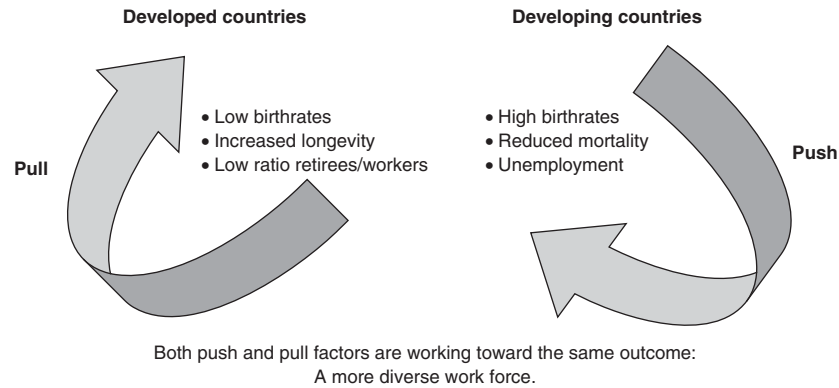 Developed countries
Developing countries
Pull
• Low birthrates
• Increased longevity
• Low ratio retirees/workers
• High birthrates
• Reduced mortality
• Unemployment
Push
Both push and pull factors are working toward the same outcome:
A more diverse work force.